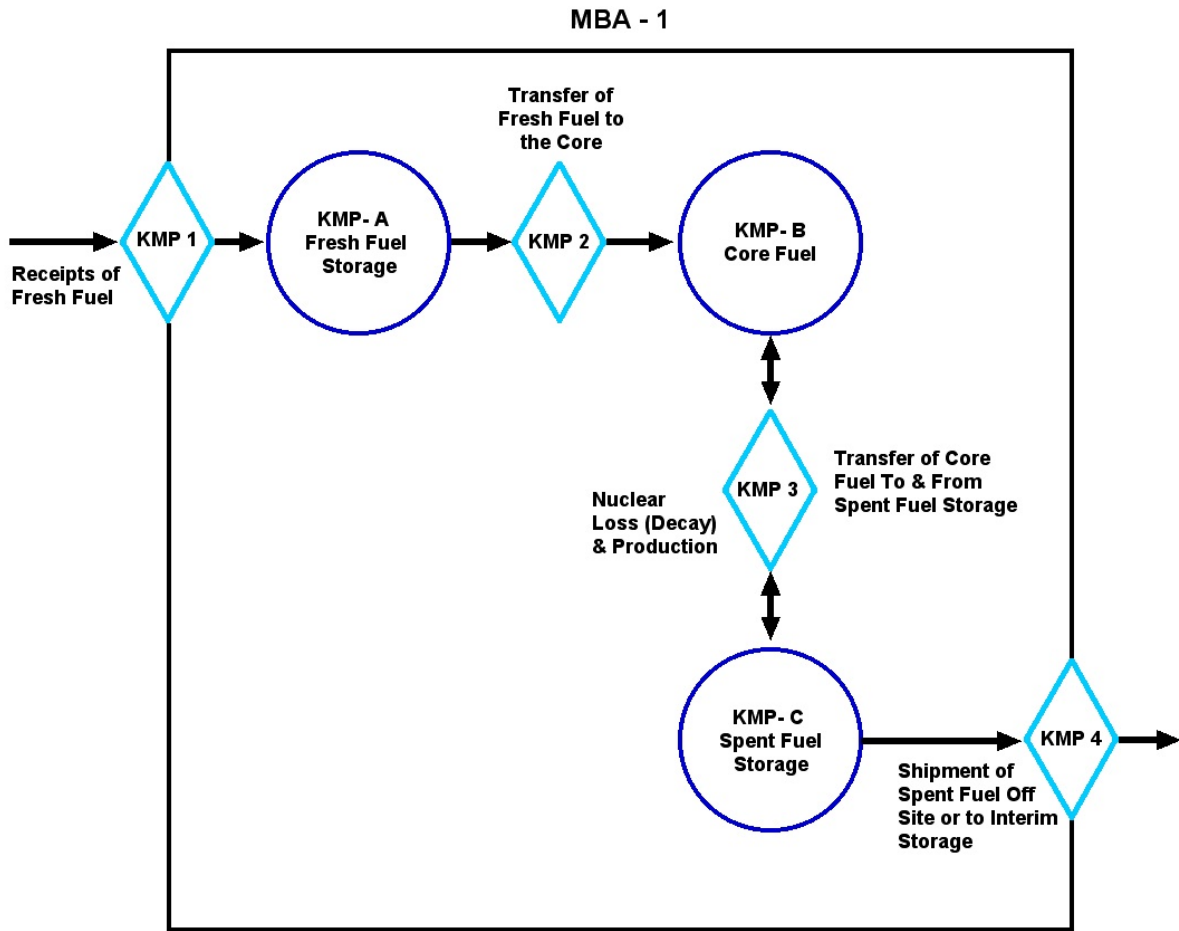 MBA - 1
Transfer of
Fresh Fuel to
the Core
KMP 1
KMP- A
Fresh Fuel
Storage
KMP 2
KMP- B
Core Fuel
Receipts of
Fresh Fuel
KMP 3
Transfer of Core
Fuel To & From
Spent Fuel Storage
Nuclear
Loss (Decay)
& Production
KMP- C
Spent Fuel
Storage
KMP 4
Shipment of
Spent Fuel Off
Site or to Interim
Storage